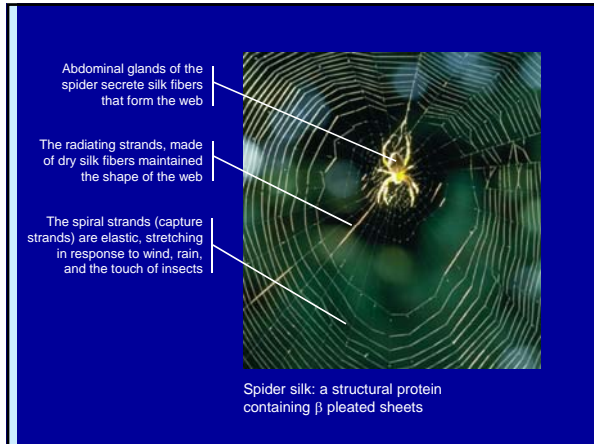 Abdominal glands of the
spider secrete silk fibers
that form the web
The radiating strands, made
of dry silk fibers maintained
the shape of the web
The spiral strands (capture
strands) are elastic, stretching
in response to wind, rain,
and the touch of insects
Spider silk: a structural protein
containing β pleated sheets